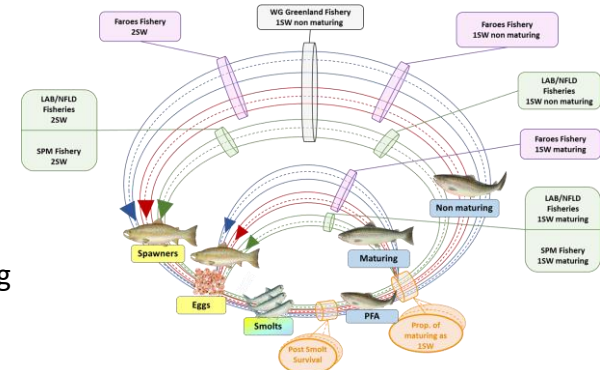 WG Greenland Fishery
1SW non maturing
Faroes Fishery
2SW
Faroes Fishery
1SW non maturing
LAB/NFLD
Fisheries
2SW
SPM Fishery
2SW
LAB/NFLD
Fisheries
1SW non maturing
Faroes Fishery
1SW maturing
LAB/NFLD
Fisheries
1SW maturing
SPM Fishery
1SW maturing
Non maturing
Spawners
Maturing
g
Eggs
Smolts
PFA
Prop. of
maturing as
1SW
Post Smolt
Survival